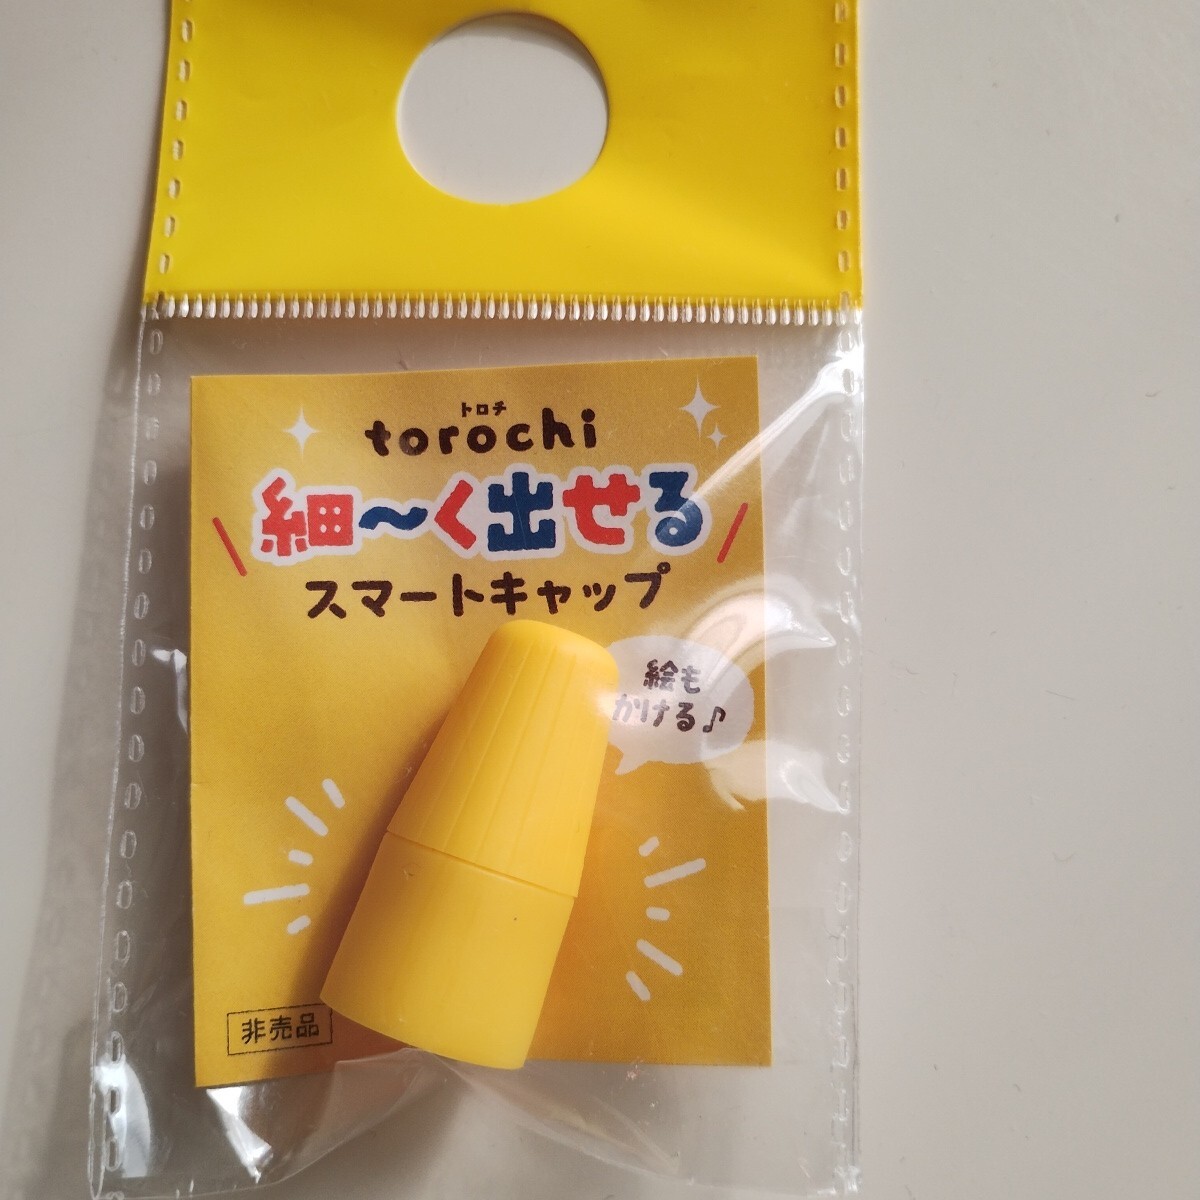 トロチ
torochi
細〜く出せる
スマートキャップ
絵も
かける♪
非売品